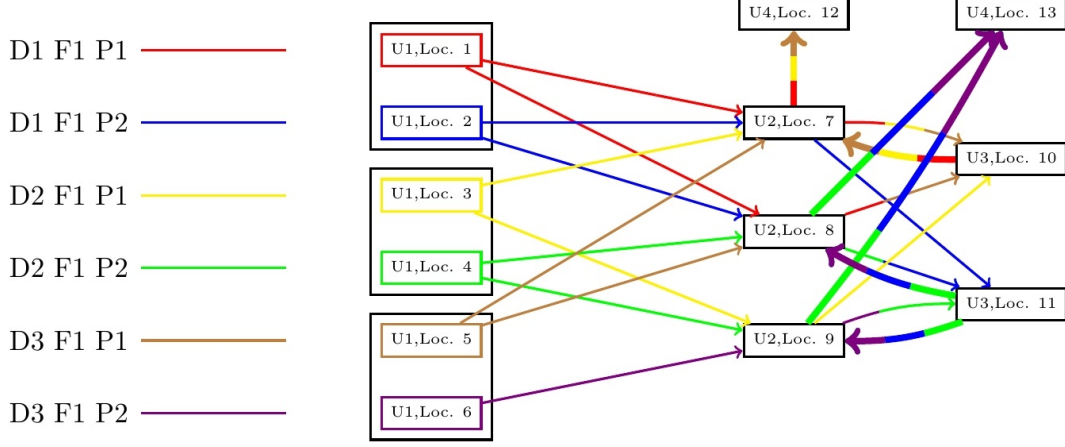 D1 F1 P1
D1 F1 P2
D2 F1 P1
D2 F1 P2
D3 F1 P1
D3 F1 P2
U1,Loc. 1
U1,Loc. 2
U1,Loc. 3
U1,Loc. 4
U1,Loc. 5
U1,Loc. 6
U4,Loc. 12
U2,Loc. 7
U2,Loc. 8
U2,Loc. 9
U4,Loc. 13
U3,Loc. 10
U3,Loc. 11